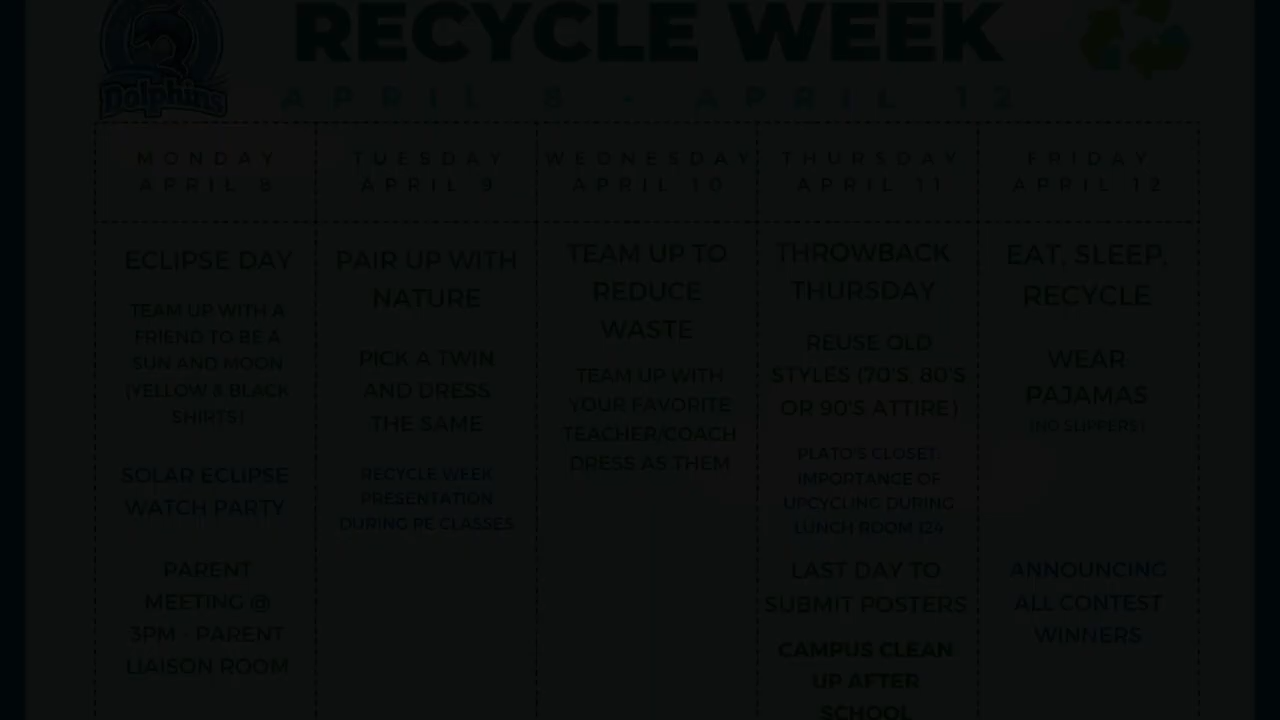 Dolphins
RECYCLE WEEK
APRIL 8 - APRIL 12
MONDAY
APRIL 8
ECLIPSE DAY
TEAM UP WITH A
FRIEND TO BE A
SUN AND MOON
(YELLOW & BLACK
SHIRTS)
SOLAR ECLIPSE
WATCH PARTY
PARENT
MEETING @
3PM - PARENT
LIAISON ROOM
TUESDAY
APRIL 9
PAIR UP WITH
NATURE
PICK A TWIN
AND DRESS
THE SAME
RECYCLE WEEK
PRESENTATION
DURING PE CLASSES
WEDNESDAY
APRIL 10
TEAM UP TO
REDUCE
WASTE
TEAM UP WITH
YOUR FAVORITE
TEACHER/COACH
DRESS AS THEM
THURSDAY
APRIL 11
THROWBACK
THURSDAY
REUSE OLD
STYLES (70'S, 80'S
OR 90'S ATTIRE)
PLATO'S CLOSET:
IMPORTANCE OF
UPCYCLING DURING
LUNCH ROOM 124
LAST DAY TO
SUBMIT POSTERS
CAMPUS CLEAN
UP AFTER
SCHOOL
FRIDAY
APRIL 12
EAT, SLEEP,
RECYCLE
WEAR
PAJAMAS
(NO SLIPPERS)
ANNOUNCING
ALL CONTEST
WINNERS